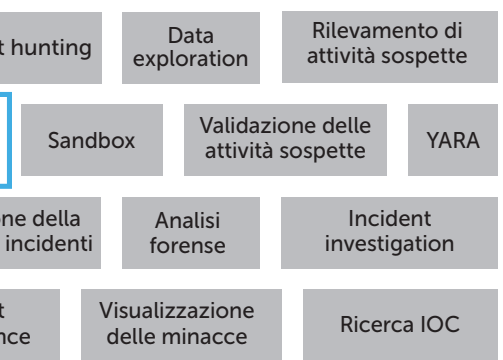 t hunting
Data
exploration
Rilevamento di
attività sospette
Sandbox
Validazione delle
attività sospette
YARA
ne della
incidenti
Analisi
forense
Incident
investigation
t
nce
Visualizzazione
delle minacce
Ricerca IOC